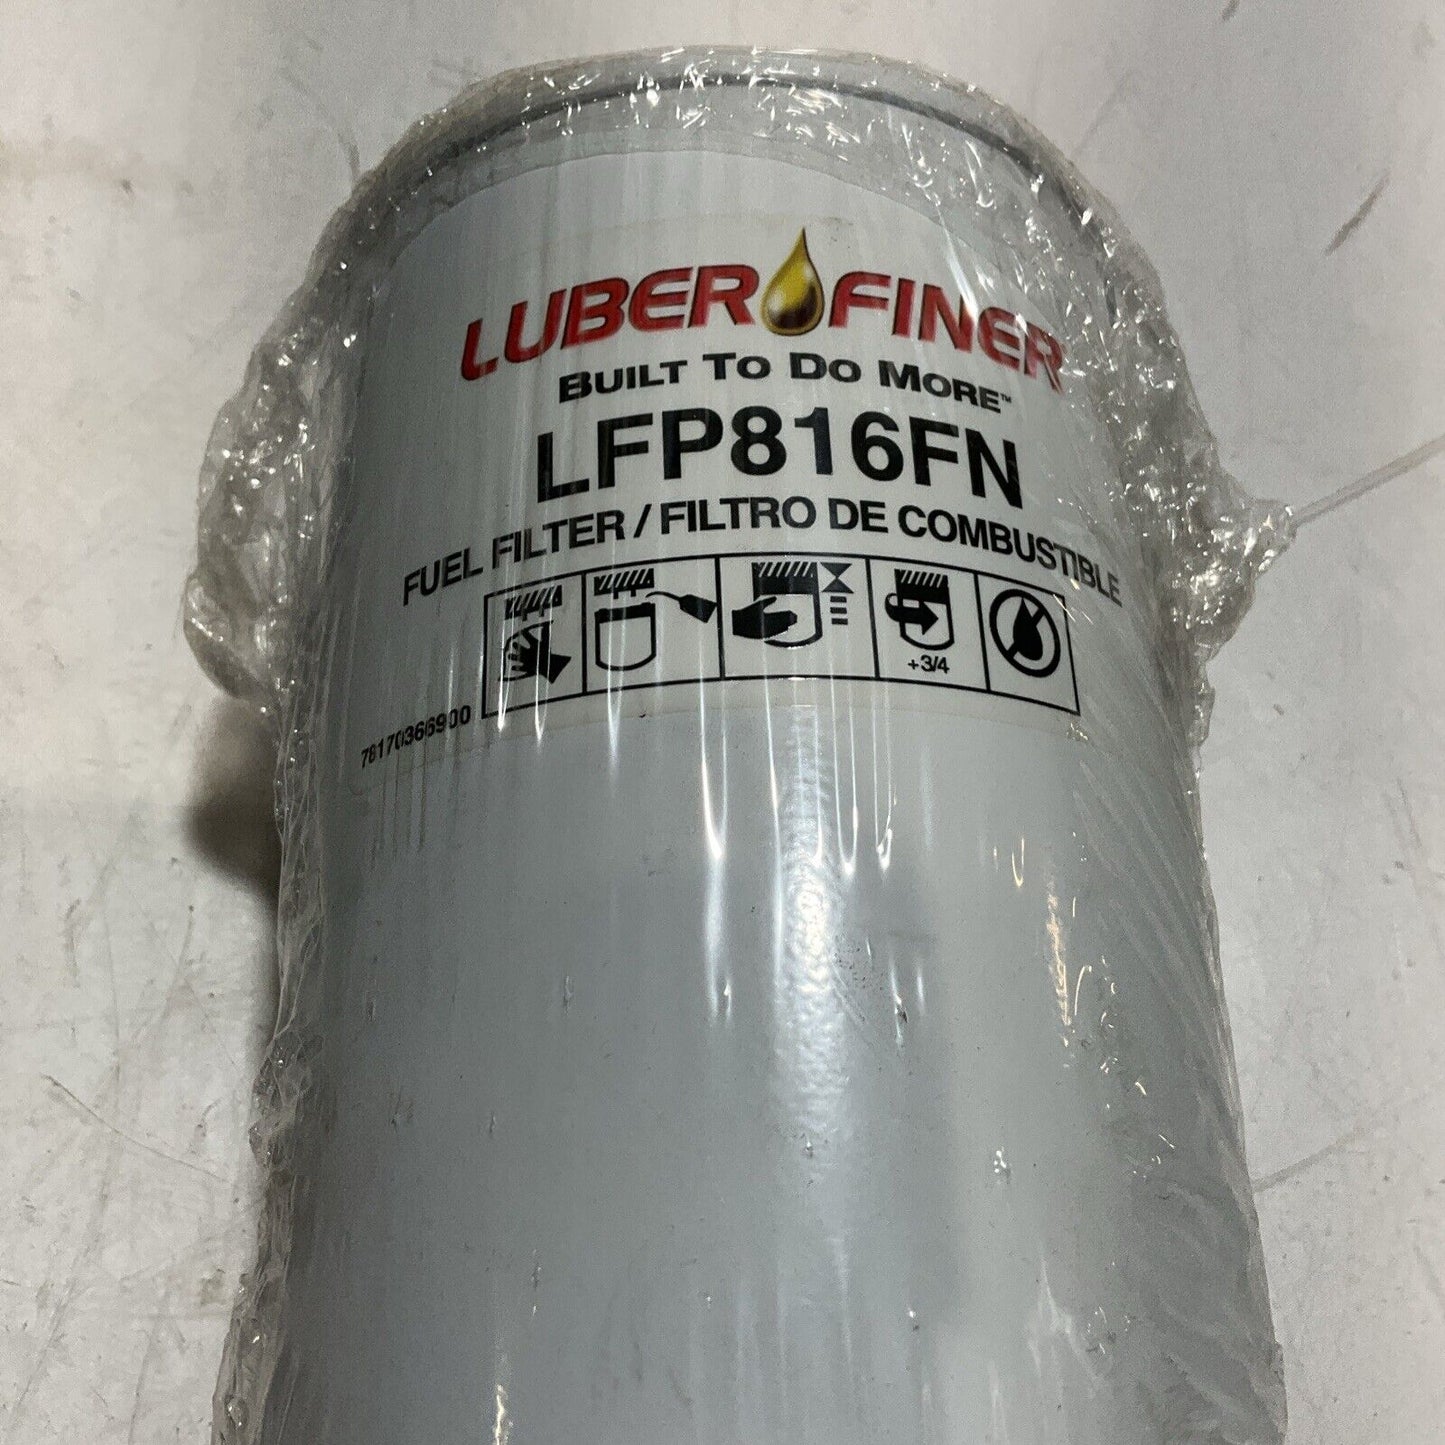 LUBERFINER
BUILT TO DO MORE™
LFP816FN
FUEL FILTER / FILTRO DE COMBUSTIBLE
+3/4
78170366900